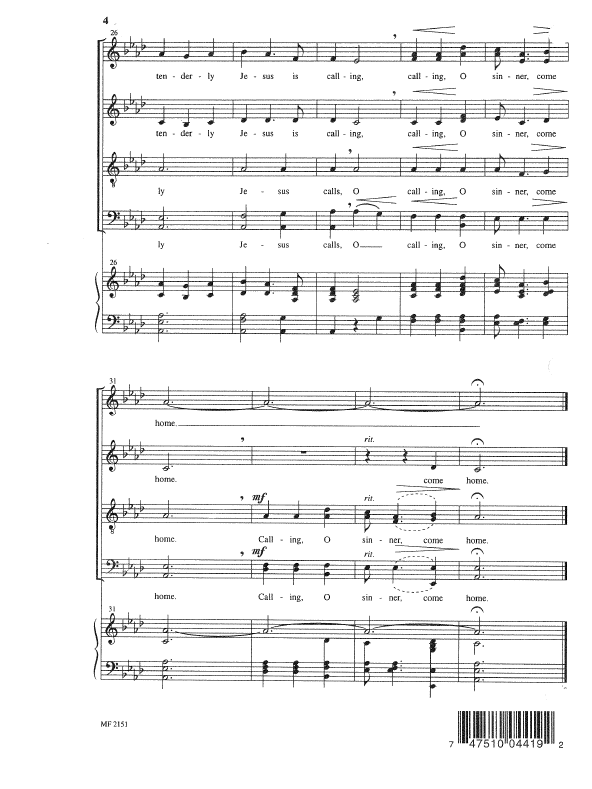 4
26
ten - der - ly Je - sus is call - ing, call - ing, O sin - ner, come
ten - der - ly Je - sus is call - ing, call - ing, O sin - ner, come
ly Je - sus calls, O call - ing, O sin - ner, come
8
ly Je - sus calls, O call - ing, O sin - ner, come
26
31
home.
rit.
home. come home.
mf rit.
8
home. Call - ing, O sin - ner, come home.
mf rit.
home. Call - ing, O sin - ner, come home.
31
MF 2151
7 47510 04419 2